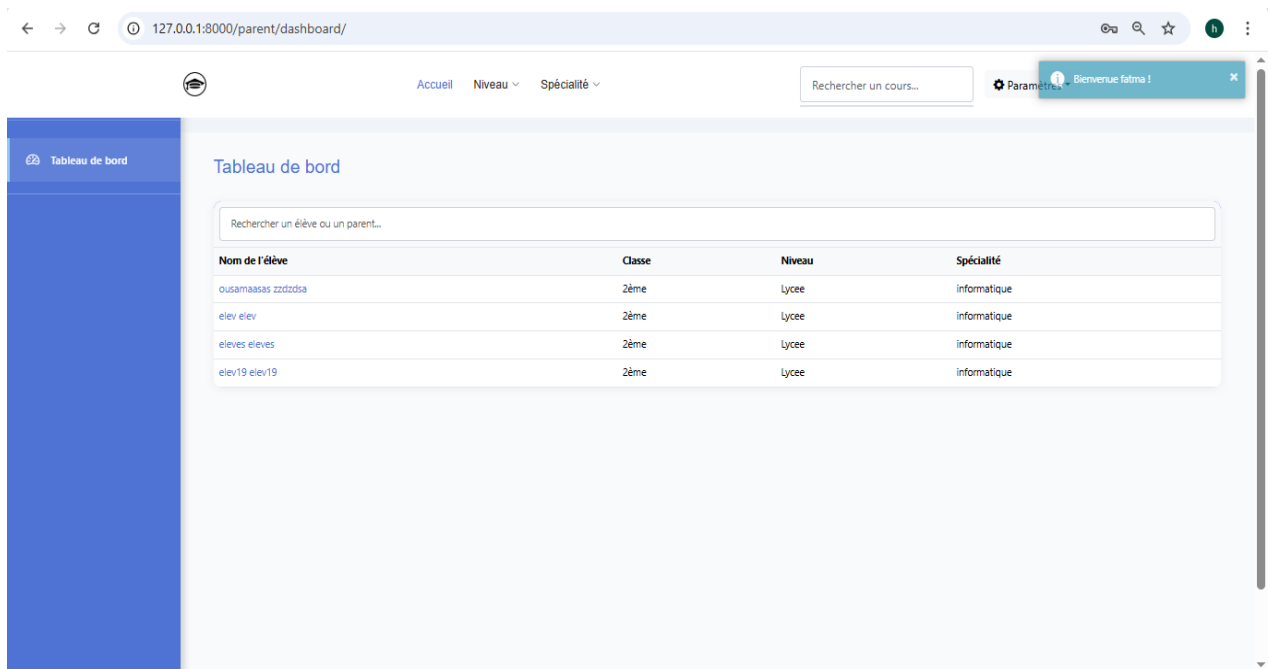 127.0.0.1:8000/parent/dashboard/
h
Accueil Niveau Spécialité
Rechercher un cours...
Paramètres
Bienvenue fatma !
×
Tableau de bord
Tableau de bord
Rechercher un élève ou un parent...
Nom de l'élève Classe Niveau Spécialité
ousamaasas zzdzdsa 2ème Lycee informatique
elev elev 2ème Lycee informatique
eleves eleves 2ème Lycee informatique
elev19 elev19 2ème Lycee informatique